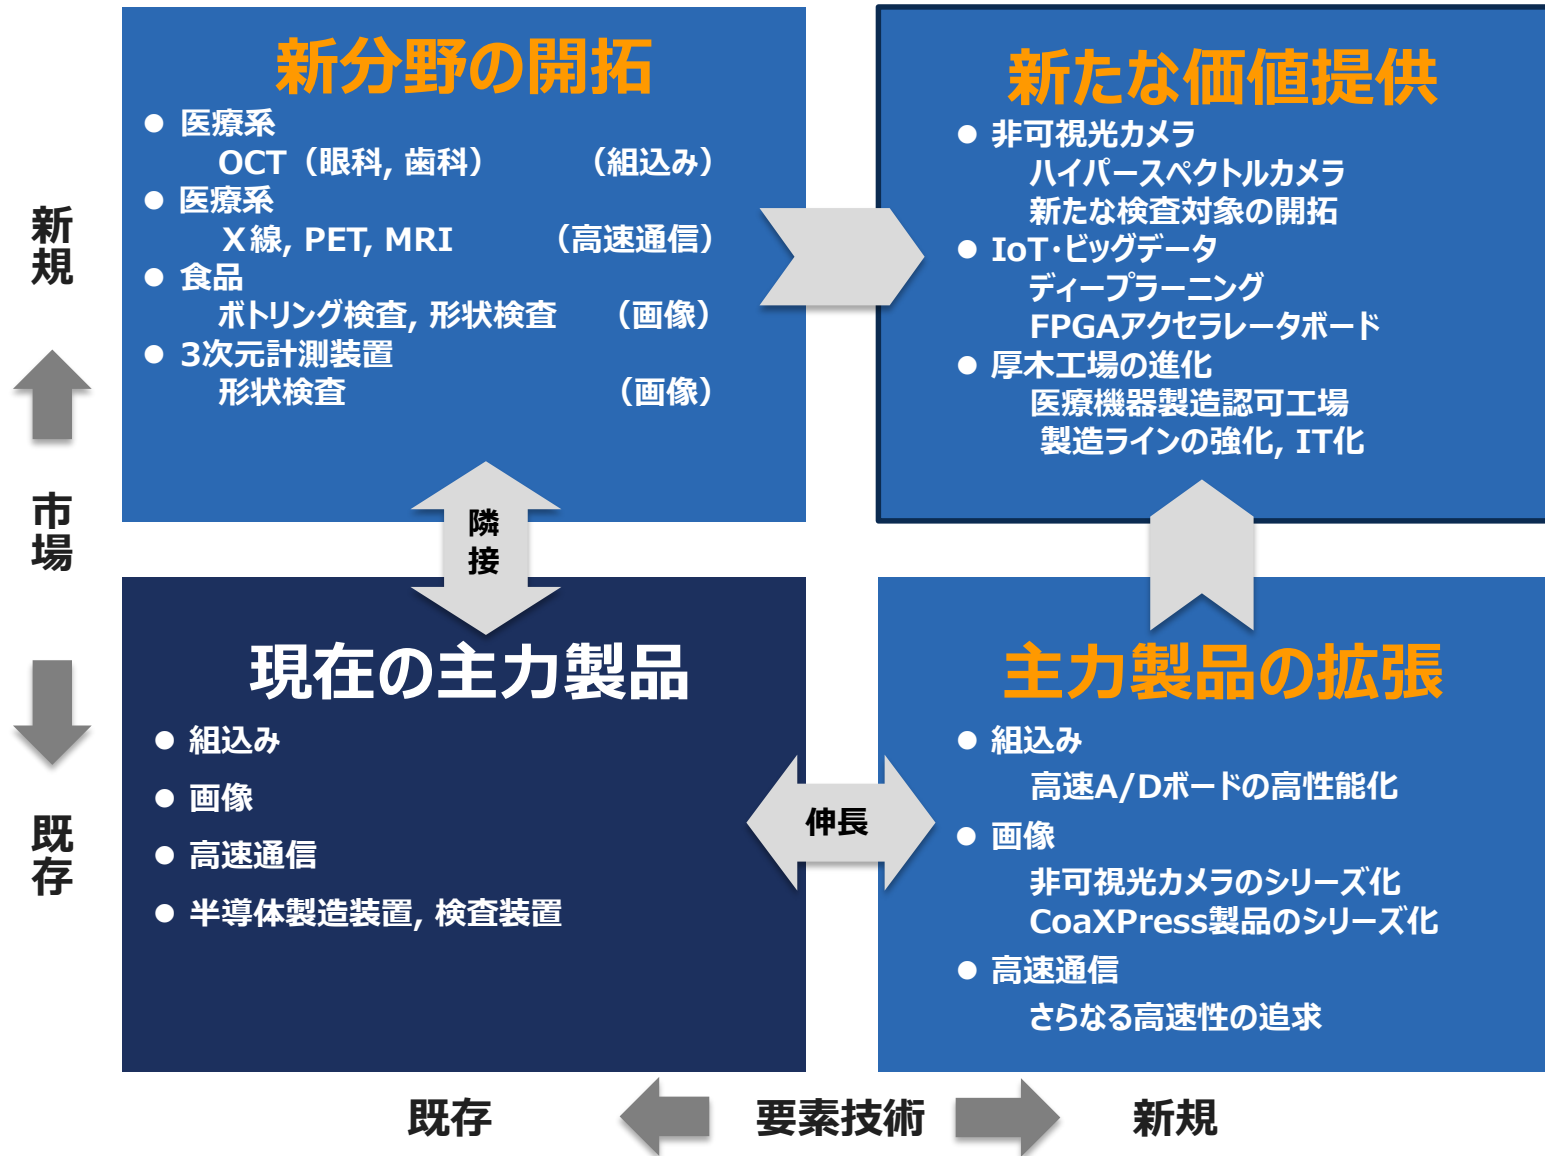 新分野の開拓
● 医療系
OCT（眼科, 歯科）　（組込み）
● 医療系
X線, PET, MRI　（高速通信）
● 食品
ボトリング検査, 形状検査　（画像）
● 3次元計測装置
形状検査　（画像）
新たな価値提供
● 非可視光カメラ
ハイパースペクトルカメラ
新たな検査対象の開拓
● IoT・ビッグデータ
ディープラーニング
FPGAアクセラレータボード
● 厚木工場の進化
医療機器製造認可工場
製造ラインの強化, IT化
新規
市場
既存
隣接
現在の主力製品
● 組込み
● 画像
● 高速通信
● 半導体製造装置, 検査装置
伸長
主力製品の拡張
● 組込み
高速A/Dボードの高性能化
● 画像
非可視光カメラのシリーズ化
CoaXPress製品のシリーズ化
● 高速通信
さらなる高速性の追求
既存
要素技術
新規